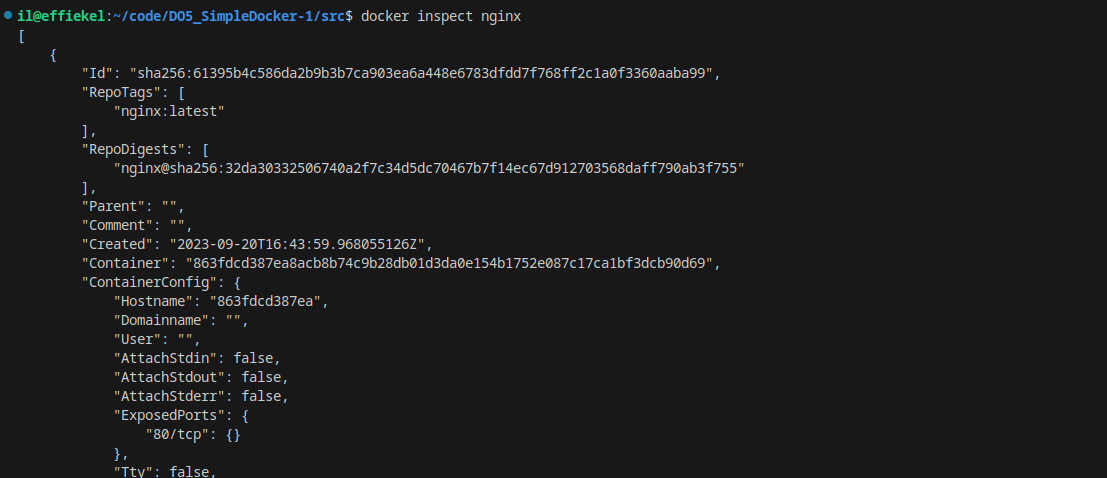 il@effiekel:~/code/DO5_SimpleDocker-1/src$ docker inspect nginx
[
    {
        "Id": "sha256:61395b4c586da2b9b3b7ca903ea6a448e6783dfdd7f768ff2c1a0f3360aaba99",
        "RepoTags": [
            "nginx:latest"
        ],
        "RepoDigests": [
            "nginx@sha256:32da30332506740a2f7c34d5dc70467b7f14ec67d912703568daff790ab3f755"
        ],
        "Parent": "",
        "Comment": "",
        "Created": "2023-09-20T16:43:59.968055126Z",
        "Container": "863fdcd387ea8acb8b74c9b28db01d3da0e154b1752e087c17ca1bf3dcb90d69",
        "ContainerConfig": {
            "Hostname": "863fdcd387ea",
            "Domainname": "",
            "User": "",
            "AttachStdin": false,
            "AttachStdout": false,
            "AttachStderr": false,
            "ExposedPorts": {
                "80/tcp": {}
            },
            "Tty": false,